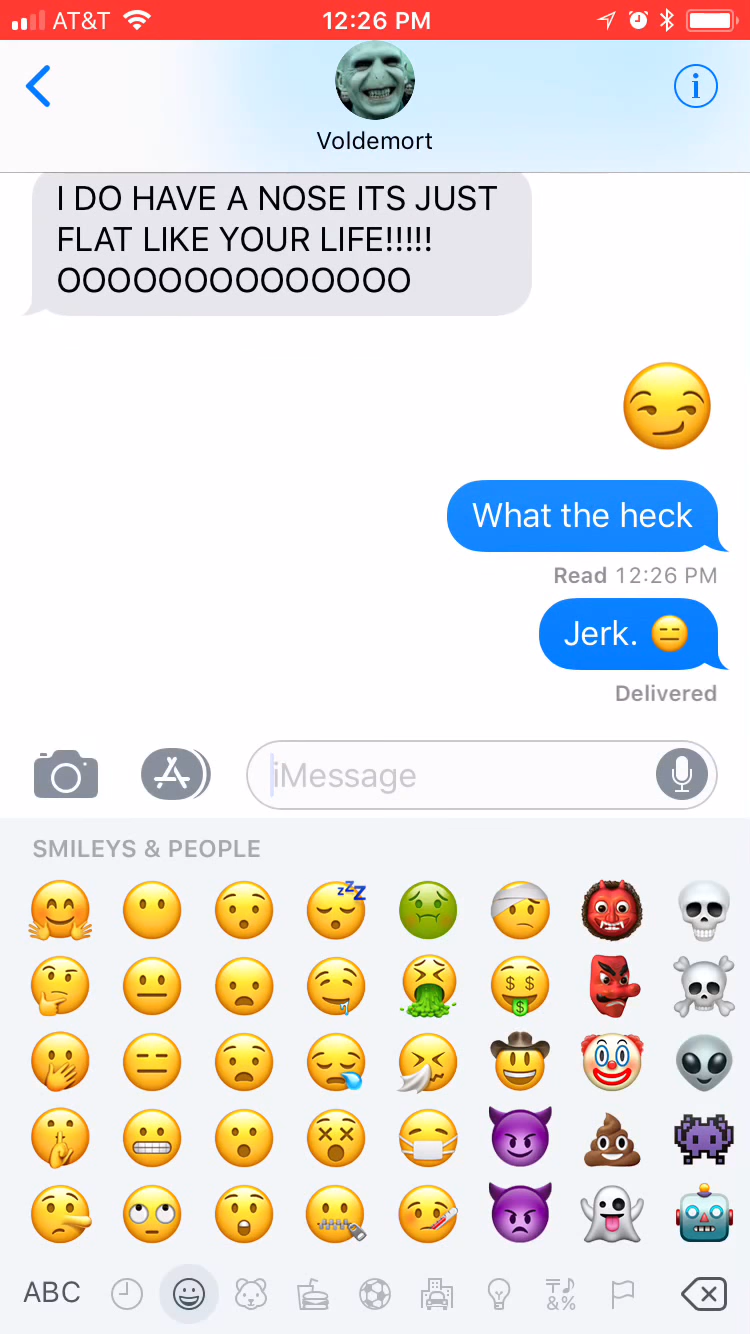 AT&T 12:26 PM
Voldemort
I DO HAVE A NOSE ITS JUST
FLAT LIKE YOUR LIFE!!!!!
OOOOOOOOOOOOOO
What the heck
Read 12:26 PM
Jerk. 😑
Delivered
iMessage
SMILEYS & PEOPLE
ABC